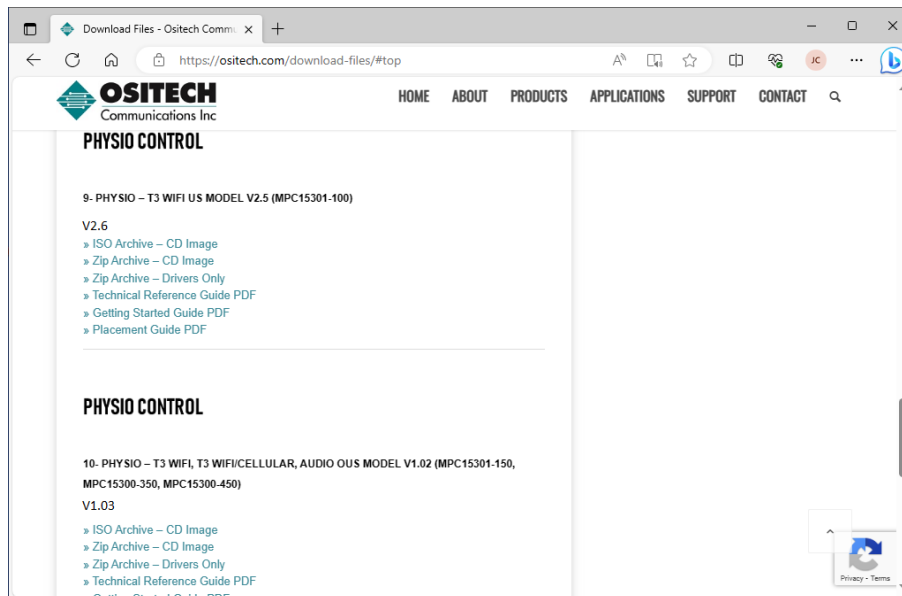 Download Files - Ositech Commu
https://ositech.com/download-files/#top
JC
OSITECH
Communications Inc
HOME ABOUT PRODUCTS APPLICATIONS SUPPORT CONTACT
PHYSIO CONTROL
9- PHYSIO – T3 WIFI US MODEL V2.5 (MPC15301-100)
V2.6
» ISO Archive – CD Image
» Zip Archive – CD Image
» Zip Archive – Drivers Only
» Technical Reference Guide PDF
» Getting Started Guide PDF
» Placement Guide PDF
PHYSIO CONTROL
10- PHYSIO – T3 WIFI, T3 WIFI/CELLULAR, AUDIO OUS MODEL V1.02 (MPC15301-150,
MPC15300-350, MPC15300-450)
V1.03
» ISO Archive – CD Image
» Zip Archive – CD Image
» Zip Archive – Drivers Only
» Technical Reference Guide PDF
» Getting Started Guide PDF
Privacy - Terms